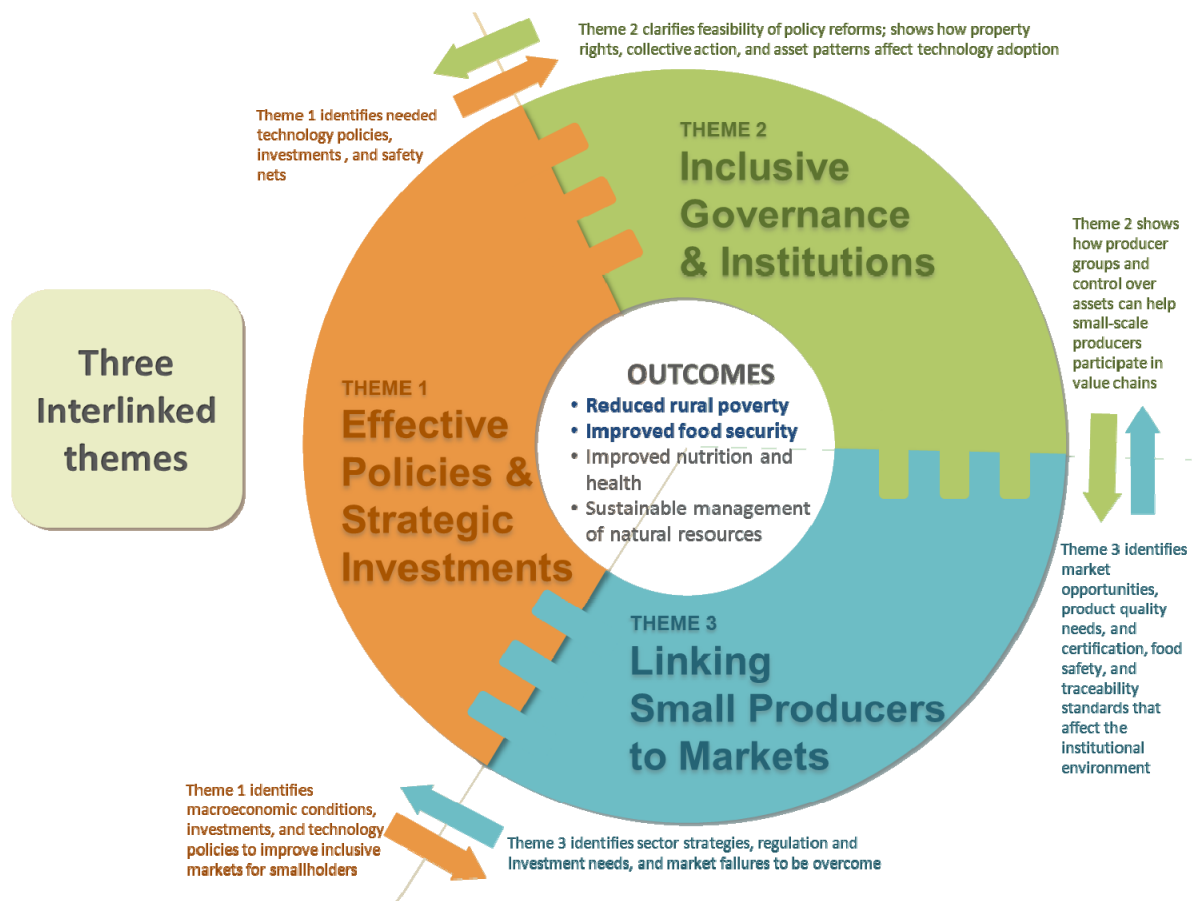 Theme 2 clarifies feasibility of policy reforms; shows how property
rights, collective action, and asset patterns affect technology adoption
Theme 1 identifies needed
technology policies,
investments , and safety
nets
THEME 2
Inclusive
Governance
& Institutions
Theme 2 shows
how producer
groups and
control over
assets can help
small-scale
producers
participate in
value chains
Three
Interlinked
themes
THEME 1
Effective
Policies &
Strategic
Investments
OUTCOMES
• Reduced rural poverty
• Improved food security
• Improved nutrition and
health
• Sustainable management
of natural resources
THEME 3
Linking
Small Producers
to Markets
Theme 3 identifies
market
opportunities,
product quality
needs, and
certification, food
safety, and
traceability
standards that
affect the
institutional
environment
Theme 1 identifies
macroeconomic conditions,
investments, and technology
policies to improve inclusive
markets for smallholders
Theme 3 identifies sector strategies, regulation and
Investment needs, and market failures to be overcome